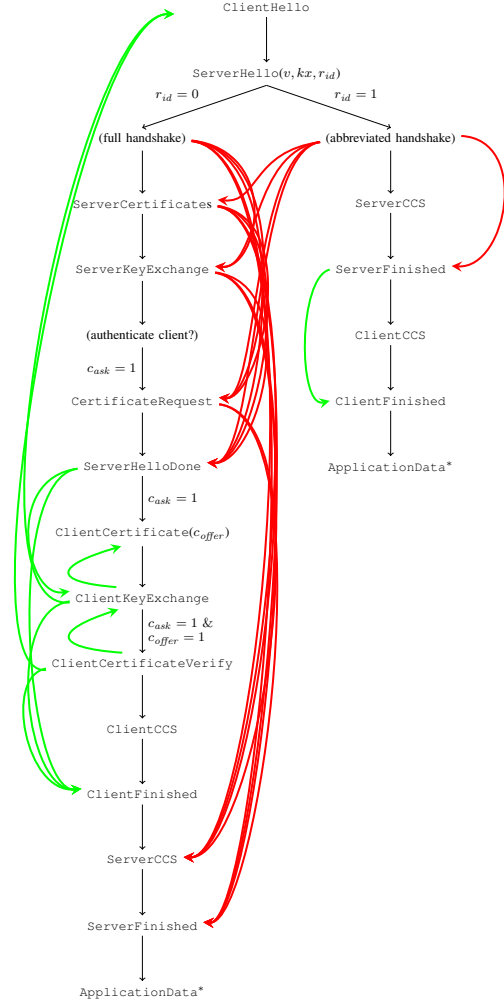 ClientHello
ServerHello(v, kx, r_id)
r_id = 0 r_id = 1
(full handshake) (abbreviated handshake)
ServerCertificates ServerCCS
ServerKeyExchange ServerFinished
(authenticate client?) ClientCCS
c_ask = 1
CertificateRequest ClientFinished
ServerHelloDone ApplicationData*
c_ask = 1
ClientCertificate(c_offer)
ClientKeyExchange
c_ask = 1 &
c_offer = 1
ClientCertificateVerify
ClientCCS
ClientFinished
ServerCCS
ServerFinished
ApplicationData*